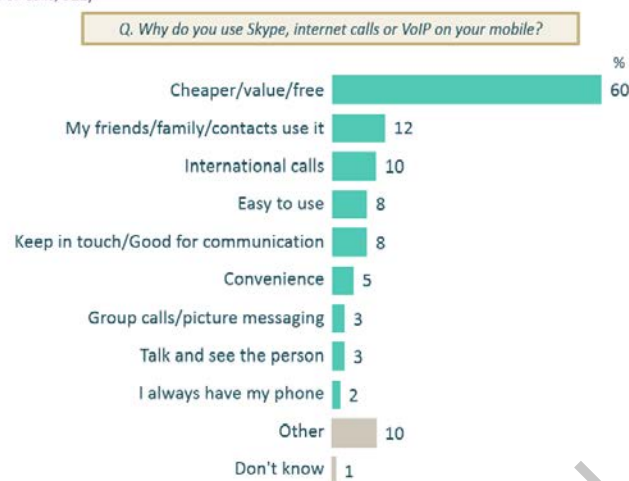 Q. Why do you use Skype, internet calls or VoIP on your mobile?
%
Cheaper/value/free 60
My friends/family/contacts use it 12
International calls 10
Easy to use 8
Keep in touch/Good for communication 8
Convenience 5
Group calls/picture messaging 3
Talk and see the person 3
I always have my phone 2
Other 10
Don't know 1